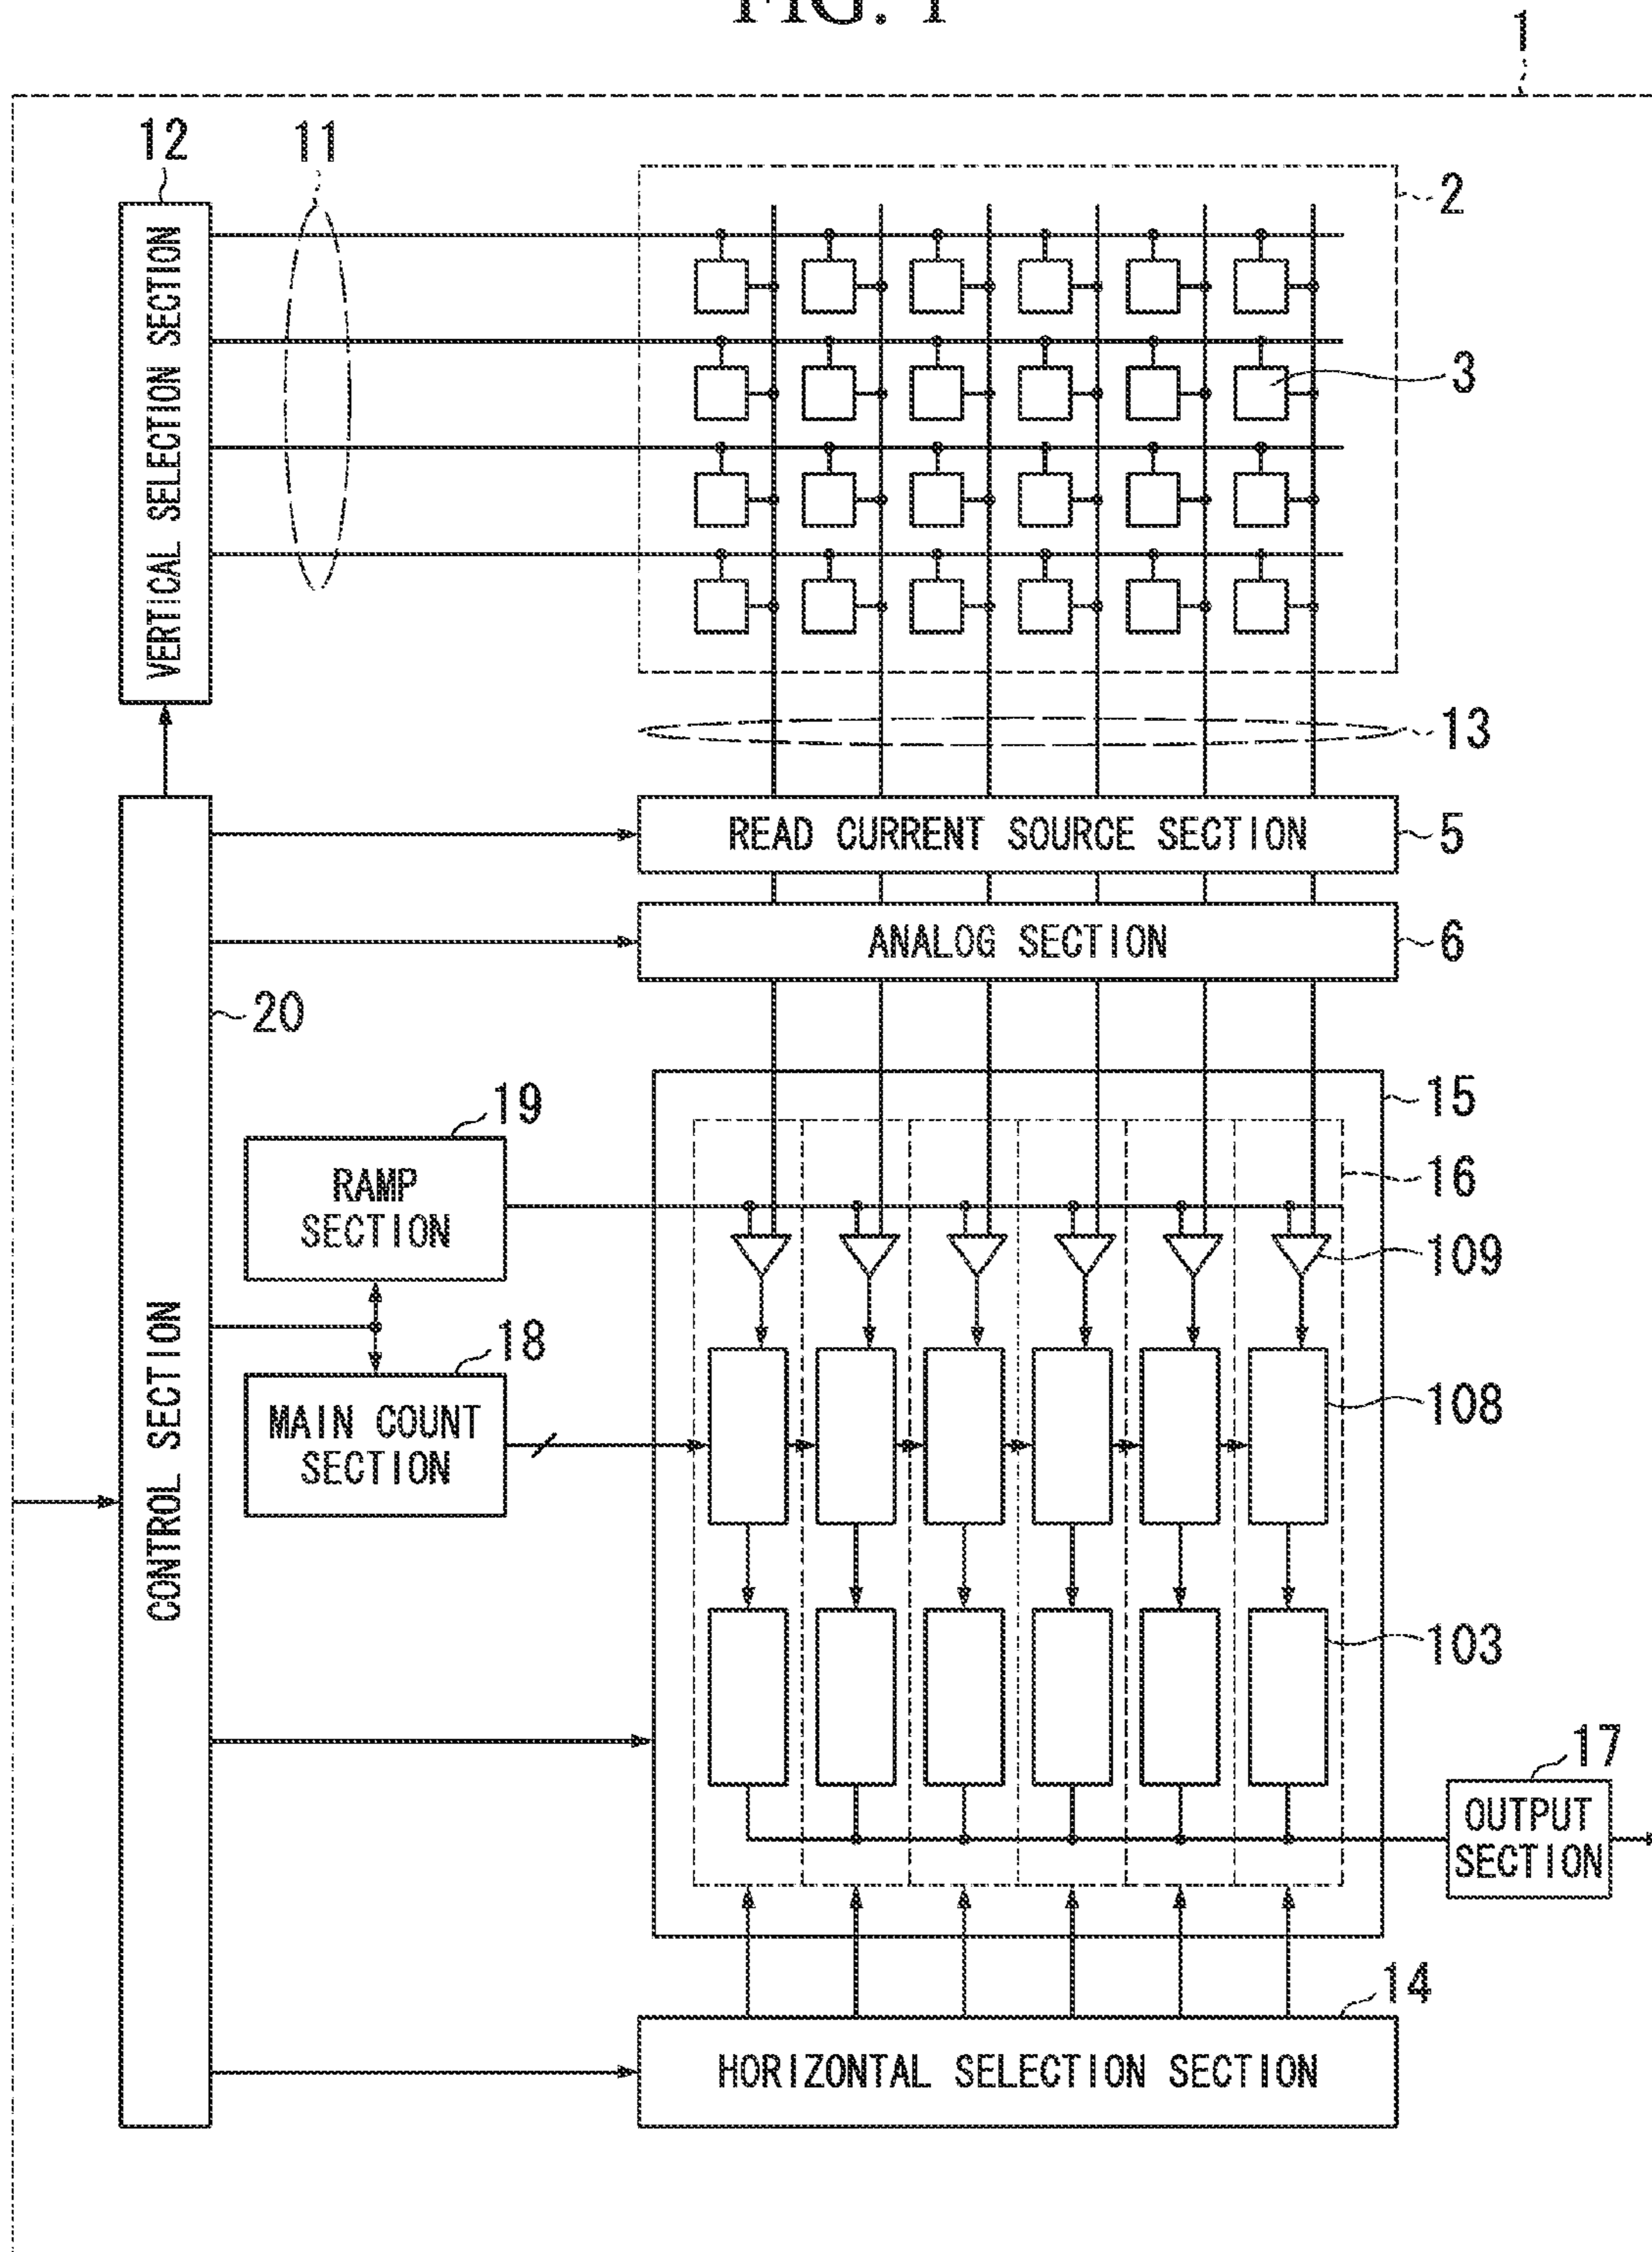 FIG. 1
1
12
11
2
VERTICAL SELECTION SECTION
3
13
READ CURRENT SOURCE SECTION
5
ANALOG SECTION
6
20
CONTROL SECTION
19
RAMP
SECTION
15
16
109
18
MAIN COUNT
SECTION
108
103
17
OUTPUT
SECTION
14
HORIZONTAL SELECTION SECTION